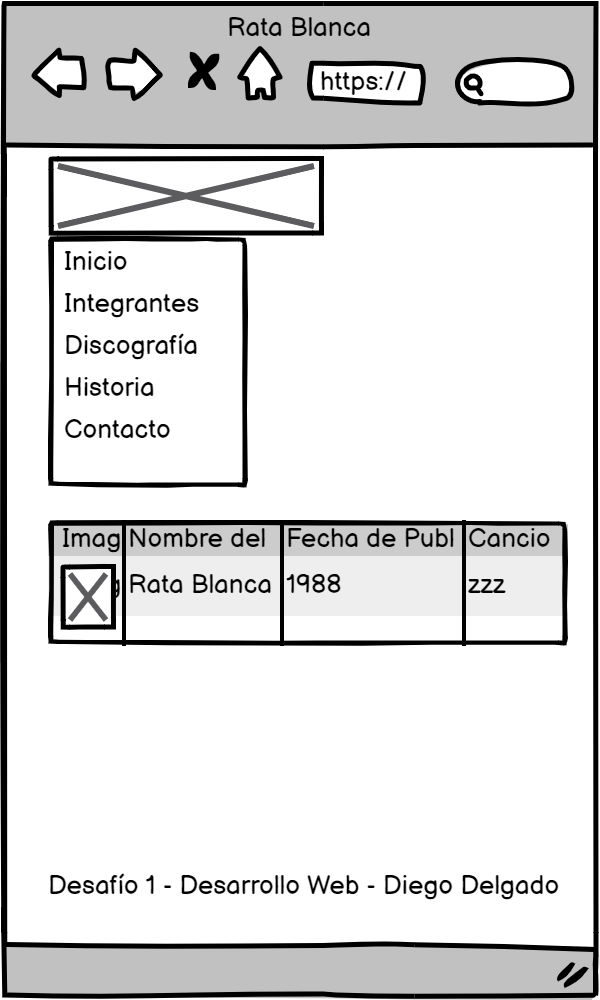 Rata Blanca
https://
Inicio
Integrantes
Discografía
Historia
Contacto
Imag Nombre del Fecha de Publ Cancio
Rata Blanca 1988 zzz
Desafío 1 - Desarrollo Web - Diego Delgado